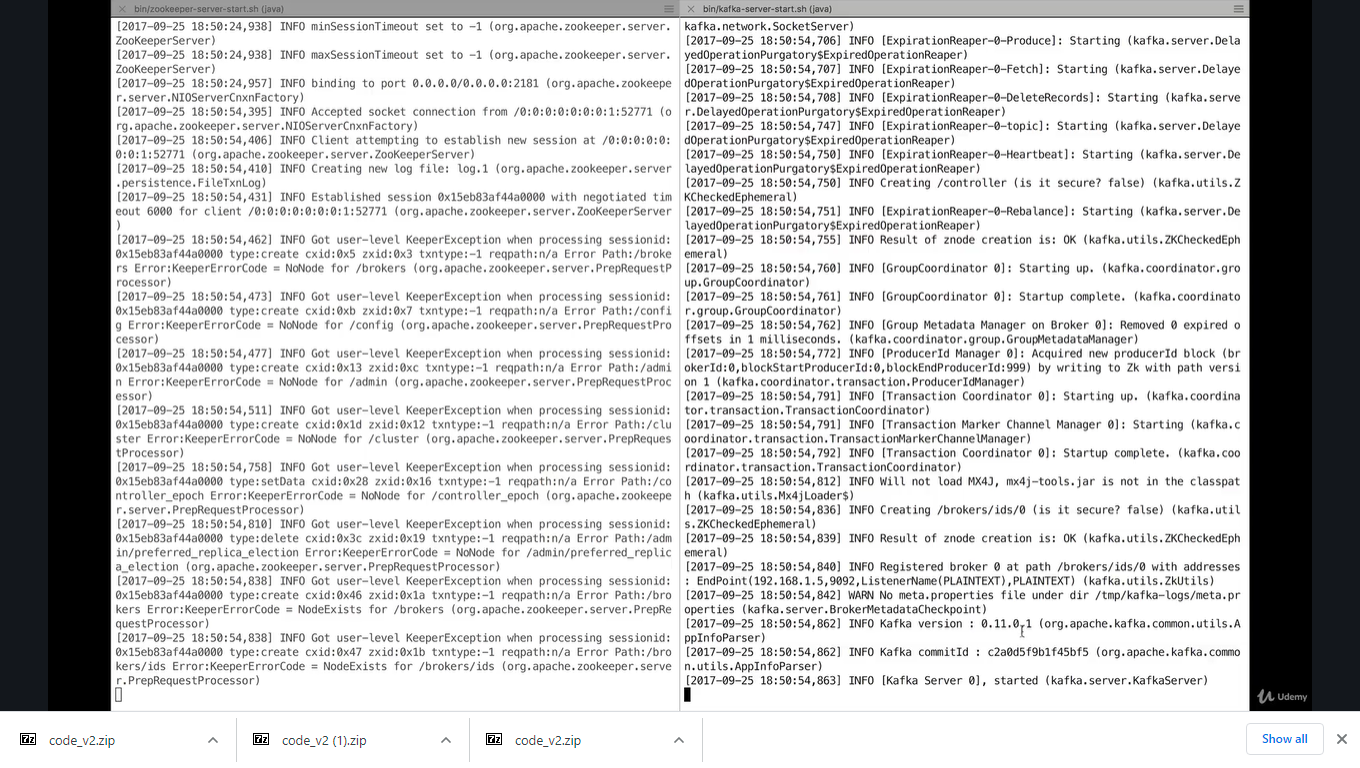 bin/zookeeper-server-start.sh (java)
[2017-09-25 18:50:24,938] INFO minSessionTimeout set to -1 (org.apache.zookeeper.server.
ZooKeeperServer)
[2017-09-25 18:50:24,938] INFO maxSessionTimeout set to -1 (org.apache.zookeeper.server.
ZooKeeperServer)
[2017-09-25 18:50:24,957] INFO binding to port 0.0.0.0/0.0.0.0:2181 (org.apache.zookeepe
r.server.NIOServerCnxnFactory)
[2017-09-25 18:50:54,395] INFO Accepted socket connection from /0:0:0:0:0:0:0:1:52771 (o
rg.apache.zookeeper.server.NIOServerCnxnFactory)
[2017-09-25 18:50:54,406] INFO Client attempting to establish new session at /0:0:0:0:0:
0:0:1:52771 (org.apache.zookeeper.server.ZooKeeperServer)
[2017-09-25 18:50:54,410] INFO Creating new log file: log.1 (org.apache.zookeeper.server
.persistence.FileTxnLog)
[2017-09-25 18:50:54,431] INFO Established session 0x15eb83af44a0000 with negotiated tim
eout 6000 for client /0:0:0:0:0:0:0:1:52771 (org.apache.zookeeper.server.ZooKeeperServer
)
[2017-09-25 18:50:54,462] INFO Got user-level KeeperException when processing sessionid:
0x15eb83af44a0000 type:create cxid:0x5 zxid:0x3 txntype:-1 reqpath:n/a Error Path:/broke
rs Error:KeeperErrorCode = NoNode for /brokers (org.apache.zookeeper.server.PrepRequestP
rocessor)
[2017-09-25 18:50:54,473] INFO Got user-level KeeperException when processing sessionid:
0x15eb83af44a0000 type:create cxid:0xb zxid:0x7 txntype:-1 reqpath:n/a Error Path:/confi
g Error:KeeperErrorCode = NoNode for /config (org.apache.zookeeper.server.PrepRequestPro
cessor)
[2017-09-25 18:50:54,477] INFO Got user-level KeeperException when processing sessionid:
0x15eb83af44a0000 type:create cxid:0x13 zxid:0xc txntype:-1 reqpath:n/a Error Path:/admi
n Error:KeeperErrorCode = NoNode for /admin (org.apache.zookeeper.server.PrepRequestProc
essor)
[2017-09-25 18:50:54,511] INFO Got user-level KeeperException when processing sessionid:
0x15eb83af44a0000 type:create cxid:0x1d zxid:0x12 txntype:-1 reqpath:n/a Error Path:/clu
ster Error:KeeperErrorCode = NoNode for /cluster (org.apache.zookeeper.server.PrepReques
tProcessor)
[2017-09-25 18:50:54,758] INFO Got user-level KeeperException when processing sessionid:
0x15eb83af44a0000 type:setData cxid:0x28 zxid:0x16 txntype:-1 reqpath:n/a Error Path:/co
ntroller_epoch Error:KeeperErrorCode = NoNode for /controller_epoch (org.apache.zookeepe
r.server.PrepRequestProcessor)
[2017-09-25 18:50:54,810] INFO Got user-level KeeperException when processing sessionid:
0x15eb83af44a0000 type:delete cxid:0x3c zxid:0x19 txntype:-1 reqpath:n/a Error Path:/adm
in/preferred_replica_election Error:KeeperErrorCode = NoNode for /admin/preferred_replic
a_election (org.apache.zookeeper.server.PrepRequestProcessor)
[2017-09-25 18:50:54,838] INFO Got user-level KeeperException when processing sessionid:
0x15eb83af44a0000 type:create cxid:0x46 zxid:0x1a txntype:-1 reqpath:n/a Error Path:/bro
kers Error:KeeperErrorCode = NodeExists for /brokers (org.apache.zookeeper.server.PrepRe
questProcessor)
[2017-09-25 18:50:54,838] INFO Got user-level KeeperException when processing sessionid:
0x15eb83af44a0000 type:create cxid:0x47 zxid:0x1b txntype:-1 reqpath:n/a Error Path:/bro
kers/ids Error:KeeperErrorCode = NodeExists for /brokers/ids (org.apache.zookeeper.serve
r.PrepRequestProcessor)
bin/kafka-server-start.sh (java)
kafka.network.SocketServer)
[2017-09-25 18:50:54,706] INFO [ExpirationReaper-0-Produce]: Starting (kafka.server.Dela
yedOperationPurgatory$ExpiredOperationReaper)
[2017-09-25 18:50:54,707] INFO [ExpirationReaper-0-Fetch]: Starting (kafka.server.Delaye
dOperationPurgatory$ExpiredOperationReaper)
[2017-09-25 18:50:54,708] INFO [ExpirationReaper-0-DeleteRecords]: Starting (kafka.serve
r.DelayedOperationPurgatory$ExpiredOperationReaper)
[2017-09-25 18:50:54,747] INFO [ExpirationReaper-0-topic]: Starting (kafka.server.Delaye
dOperationPurgatory$ExpiredOperationReaper)
[2017-09-25 18:50:54,750] INFO [ExpirationReaper-0-Heartbeat]: Starting (kafka.server.De
layedOperationPurgatory$ExpiredOperationReaper)
[2017-09-25 18:50:54,750] INFO Creating /controller (is it secure? false) (kafka.utils.Z
KCheckedEphemeral)
[2017-09-25 18:50:54,751] INFO [ExpirationReaper-0-Rebalance]: Starting (kafka.server.De
layedOperationPurgatory$ExpiredOperationReaper)
[2017-09-25 18:50:54,755] INFO Result of znode creation is: OK (kafka.utils.ZKCheckedEph
emeral)
[2017-09-25 18:50:54,760] INFO [GroupCoordinator 0]: Starting up. (kafka.coordinator.gro
up.GroupCoordinator)
[2017-09-25 18:50:54,761] INFO [GroupCoordinator 0]: Startup complete. (kafka.coordinato
r.group.GroupCoordinator)
[2017-09-25 18:50:54,762] INFO [Group Metadata Manager on Broker 0]: Removed 0 expired o
ffsets in 1 milliseconds. (kafka.coordinator.group.GroupMetadataManager)
[2017-09-25 18:50:54,772] INFO [ProducerId Manager 0]: Acquired new producerId block (br
okerId:0,blockStartProducerId:0,blockEndProducerId:999) by writing to Zk with path versi
on 1 (kafka.coordinator.transaction.ProducerIdManager)
[2017-09-25 18:50:54,791] INFO [Transaction Coordinator 0]: Starting up. (kafka.coordina
tor.transaction.TransactionCoordinator)
[2017-09-25 18:50:54,791] INFO [Transaction Marker Channel Manager 0]: Starting (kafka.c
oordinator.transaction.TransactionMarkerChannelManager)
[2017-09-25 18:50:54,792] INFO [Transaction Coordinator 0]: Startup complete. (kafka.coo
rdinator.transaction.TransactionCoordinator)
[2017-09-25 18:50:54,812] INFO Will not load MX4J, mx4j-tools.jar is not in the classpat
h (kafka.utils.Mx4jLoader$)
[2017-09-25 18:50:54,836] INFO Creating /brokers/ids/0 (is it secure? false) (kafka.util
s.ZKCheckedEphemeral)
[2017-09-25 18:50:54,839] INFO Result of znode creation is: OK (kafka.utils.ZKCheckedEph
emeral)
[2017-09-25 18:50:54,840] INFO Registered broker 0 at path /brokers/ids/0 with addresses
: EndPoint(192.168.1.5,9092,ListenerName(PLAINTEXT),PLAINTEXT) (kafka.utils.ZkUtils)
[2017-09-25 18:50:54,842] WARN No meta.properties file under dir /tmp/kafka-logs/meta.pr
operties (kafka.server.BrokerMetadataCheckpoint)
[2017-09-25 18:50:54,862] INFO Kafka version : 0.11.0.1 (org.apache.kafka.common.utils.A
ppInfoParser)
[2017-09-25 18:50:54,862] INFO Kafka commitId : c2a0d5f9b1f45bf5 (org.apache.kafka.commo
n.utils.AppInfoParser)
[2017-09-25 18:50:54,863] INFO [Kafka Server 0], started (kafka.server.KafkaServer)
Udemy
code_v2.zip
code_v2 (1).zip
code_v2.zip
Show all